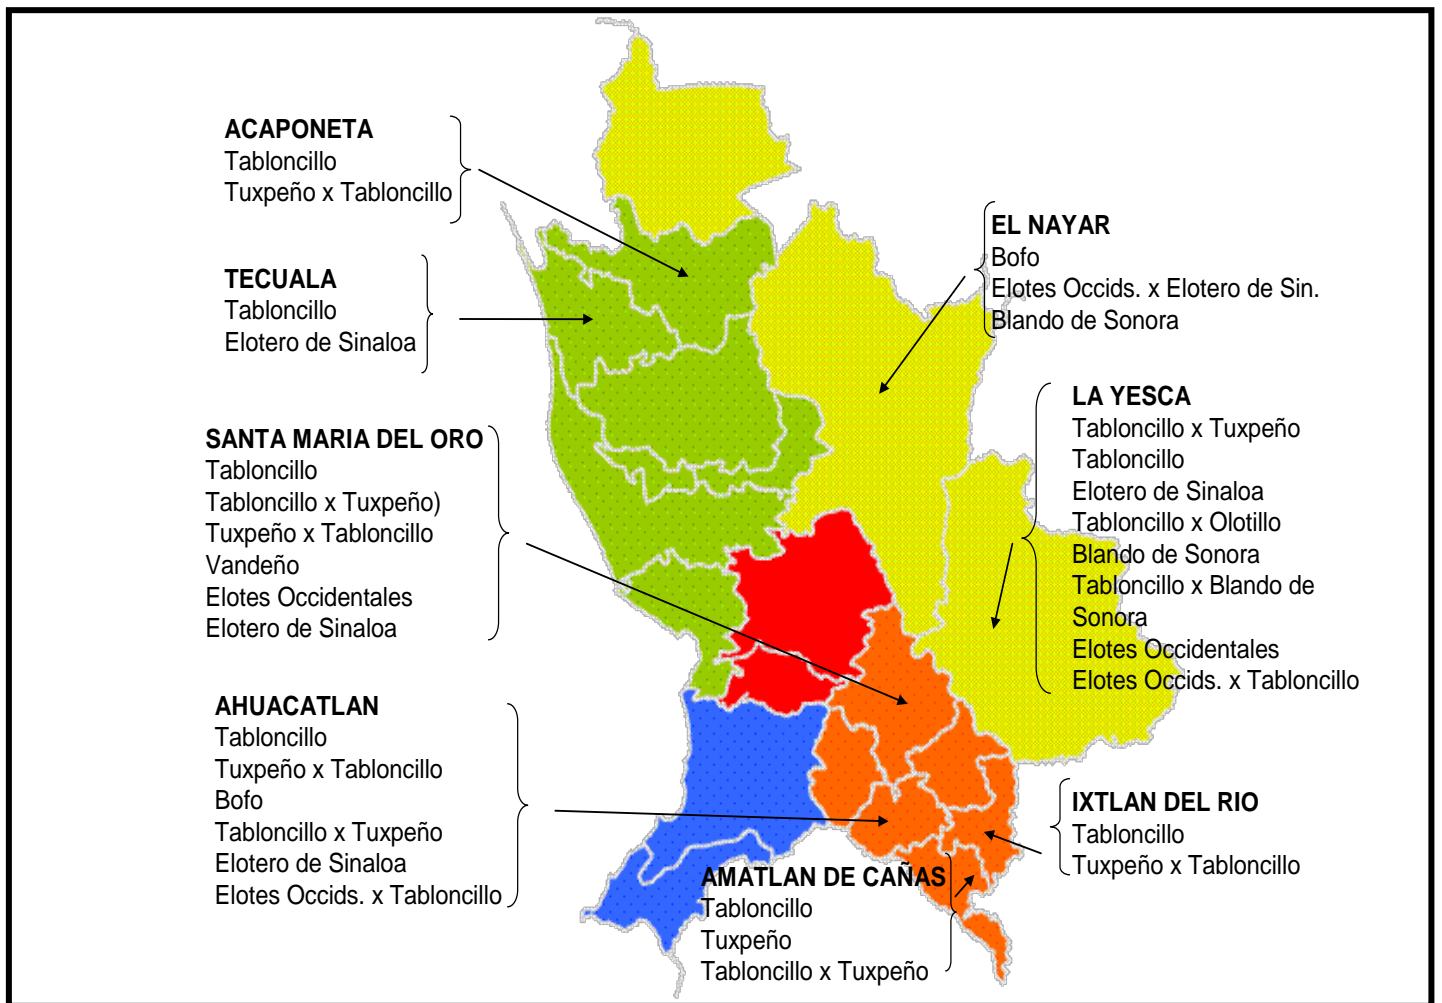 ACAPONETA
Tabloncillo
Tuxpeño x Tabloncillo
TECUALA
Tabloncillo
Elotero de Sinaloa
SANTA MARIA DEL ORO
Tabloncillo
Tabloncillo x Tuxpeño)
Tuxpeño x Tabloncillo
Vandeño
Elotes Occidentales
Elotero de Sinaloa
AHUACATLAN
Tabloncillo
Tuxpeño x Tabloncillo
Bofo
Tabloncillo x Tuxpeño
Elotero de Sinaloa
Elotes Occids. x Tabloncillo
EL NAYAR
Bofo
Elotes Occids. x Elotero de Sin.
Blando de Sonora
LA YESCA
Tabloncillo x Tuxpeño
Tabloncillo
Elotero de Sinaloa
Tabloncillo x Olotillo
Blando de Sonora
Tabloncillo x Blando de
Sonora
Elotes Occidentales
Elotes Occids. x Tabloncillo
IXTLAN DEL RIO
Tabloncillo
Tuxpeño x Tabloncillo
AMATLAN DE CAÑAS
Tabloncillo
Tuxpeño
Tabloncillo x Tuxpeño